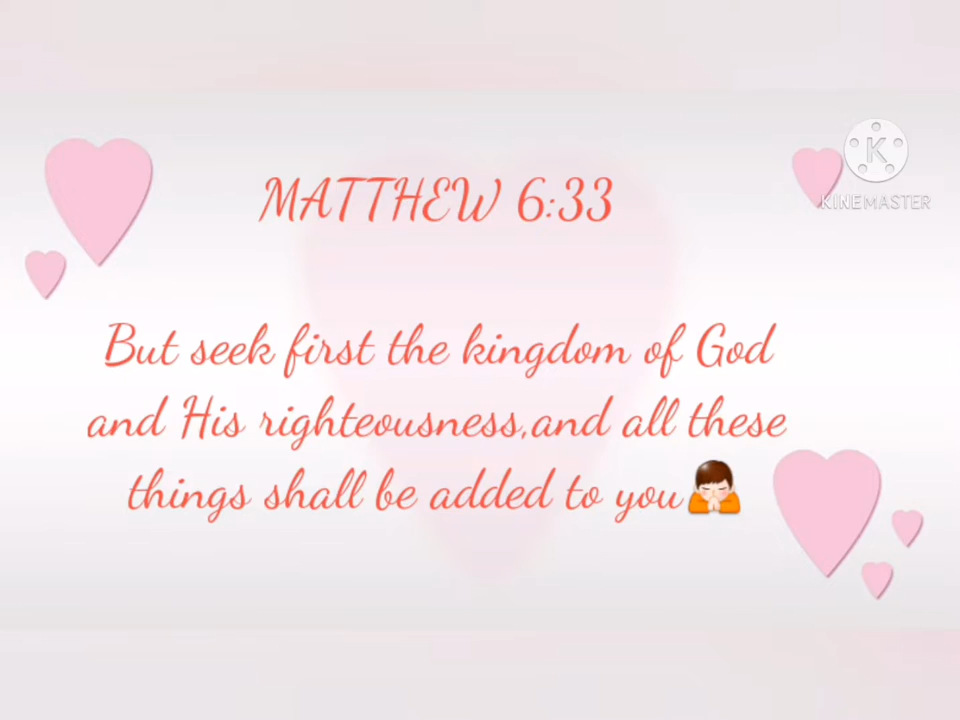 MATTHEW 6:33
K
KINEMASTER
But seek first the kingdom of God
and His righteousness,and all these
things shall be added to you🙏